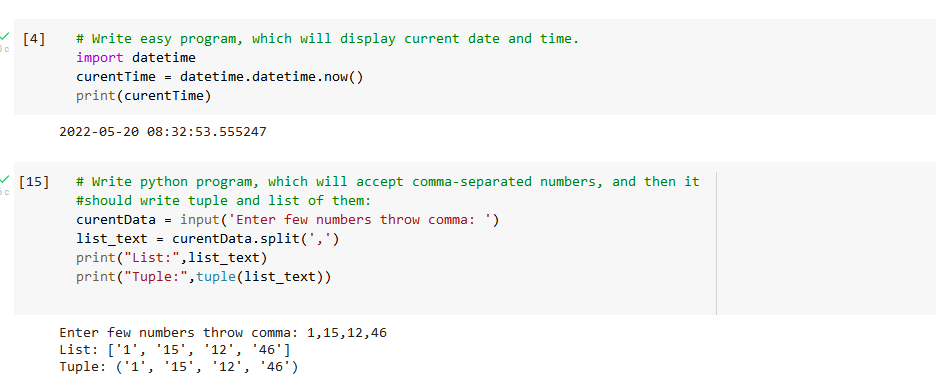 [4] # Write easy program, which will display current date and time.
import datetime
curentTime = datetime.datetime.now()
print(curentTime)
2022-05-20 08:32:53.555247
[15] # Write python program, which will accept comma-separated numbers, and then it
#should write tuple and list of them:
curentData = input('Enter few numbers throw comma: ')
list_text = curentData.split(',')
print("List:",list_text)
print("Tuple:",tuple(list_text))
Enter few numbers throw comma: 1,15,12,46
List: ['1', '15', '12', '46']
Tuple: ('1', '15', '12', '46')